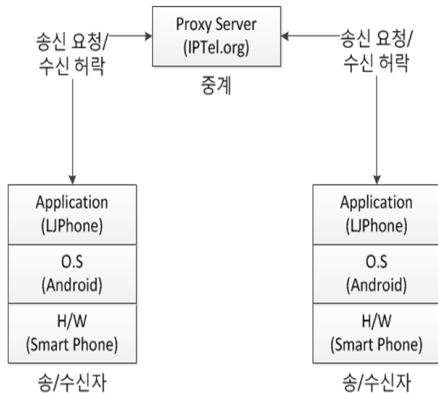 Proxy Server
(IPTel.org)
중계
송신 요청/
수신 허락
송신 요청/
수신 허락
Application
(LJPhone)
O.S
(Android)
H/W
(Smart Phone)
송/수신자
Application
(LJPhone)
O.S
(Android)
H/W
(Smart Phone)
송/수신자